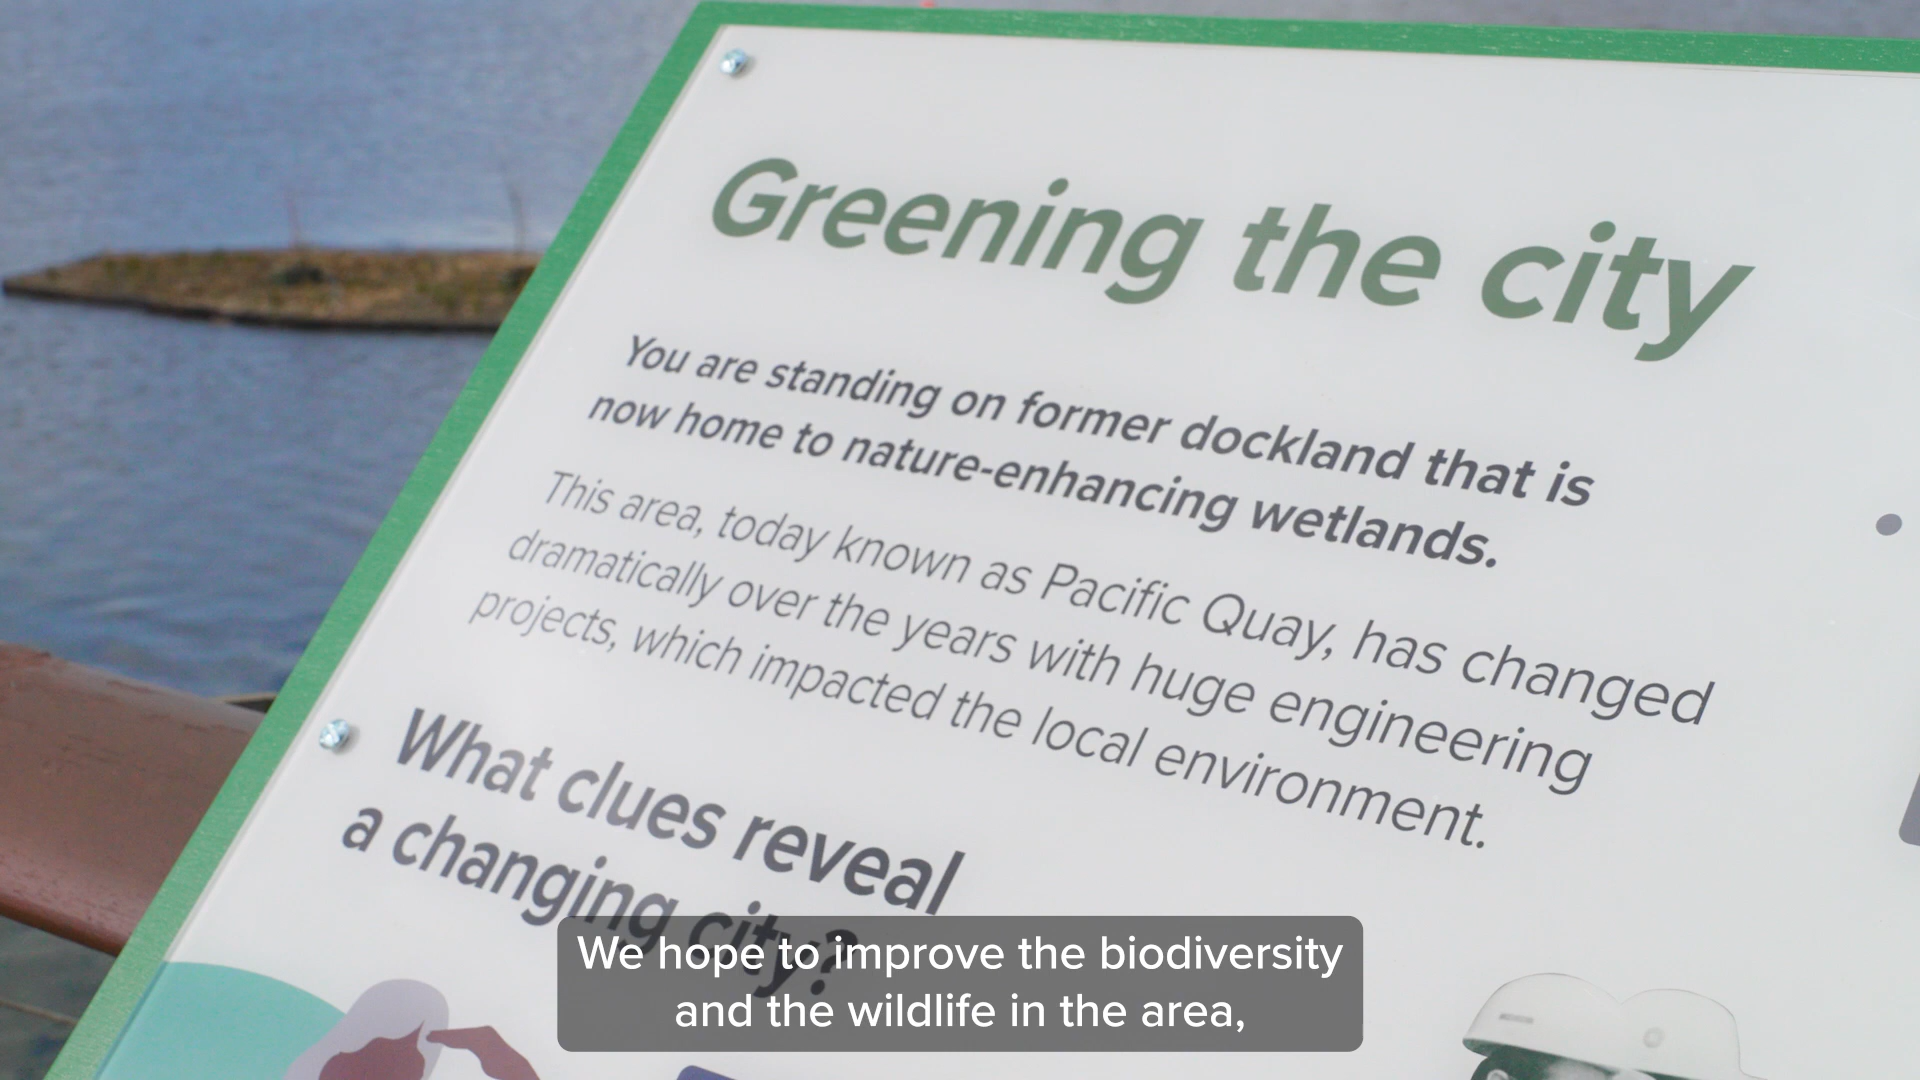 Greening the city
You are standing on former dockland that is
now home to nature-enhancing wetlands.
This area, today known as Pacific Quay, has changed
dramatically over the years with huge engineering
projects, which impacted the local environment.
What clues reveal
a changing city?
We hope to improve the biodiversity
and the wildlife in the area,